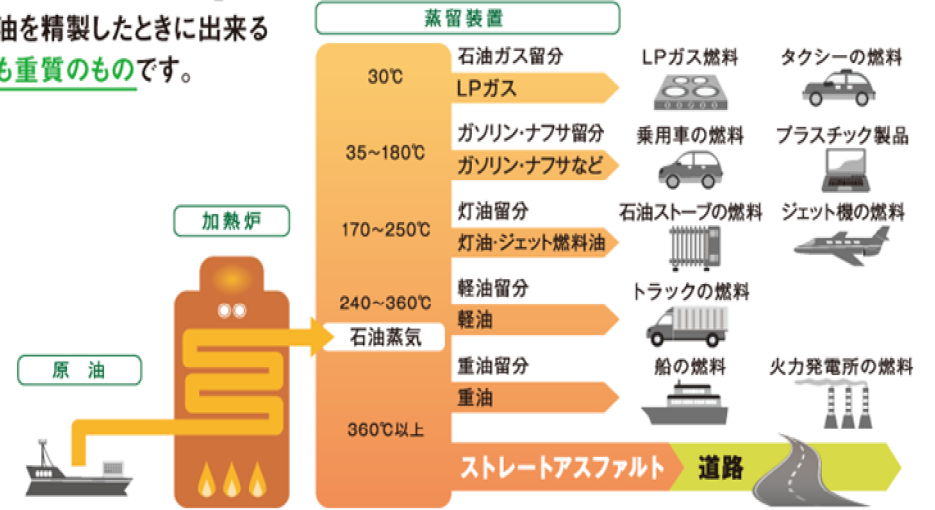 油を精製したときに出来る
も重質のものです。
蒸留装置
30℃
石油ガス留分
LPガス
LPガス燃料
タクシーの燃料
35~180℃
ガソリン・ナフサ留分
ガソリン・ナフサなど
乗用車の燃料
プラスチック製品
加熱炉
170~250℃
灯油留分
灯油・ジェット燃料油
石油ストーブの燃料
ジェット機の燃料
240~360℃
軽油留分
軽油
トラックの燃料
石油蒸気
原油
重油留分
重油
船の燃料
火力発電所の燃料
360℃以上
ストレートアスファルト
道路